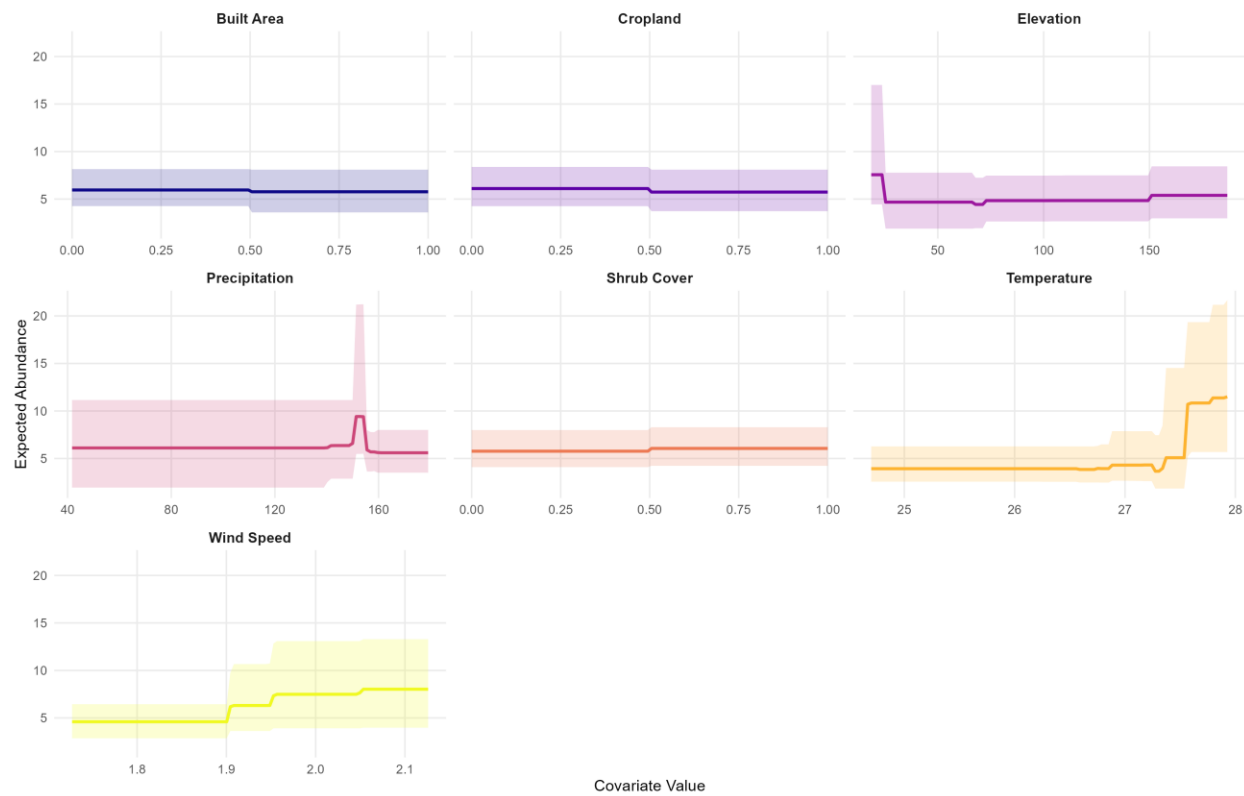 Built Area Cropland Elevation
20
15
10
5
0.00 0.25 0.50 0.75 1.00 0.00 0.25 0.50 0.75 1.00 50 100 150
Precipitation Shrub Cover Temperature
20
15
10
5
40 80 120 160 0.00 0.25 0.50 0.75 1.00 25 26 27 28
Expected Abundance
Wind Speed
20
15
10
5
1.8 1.9 2.0 2.1
Covariate Value